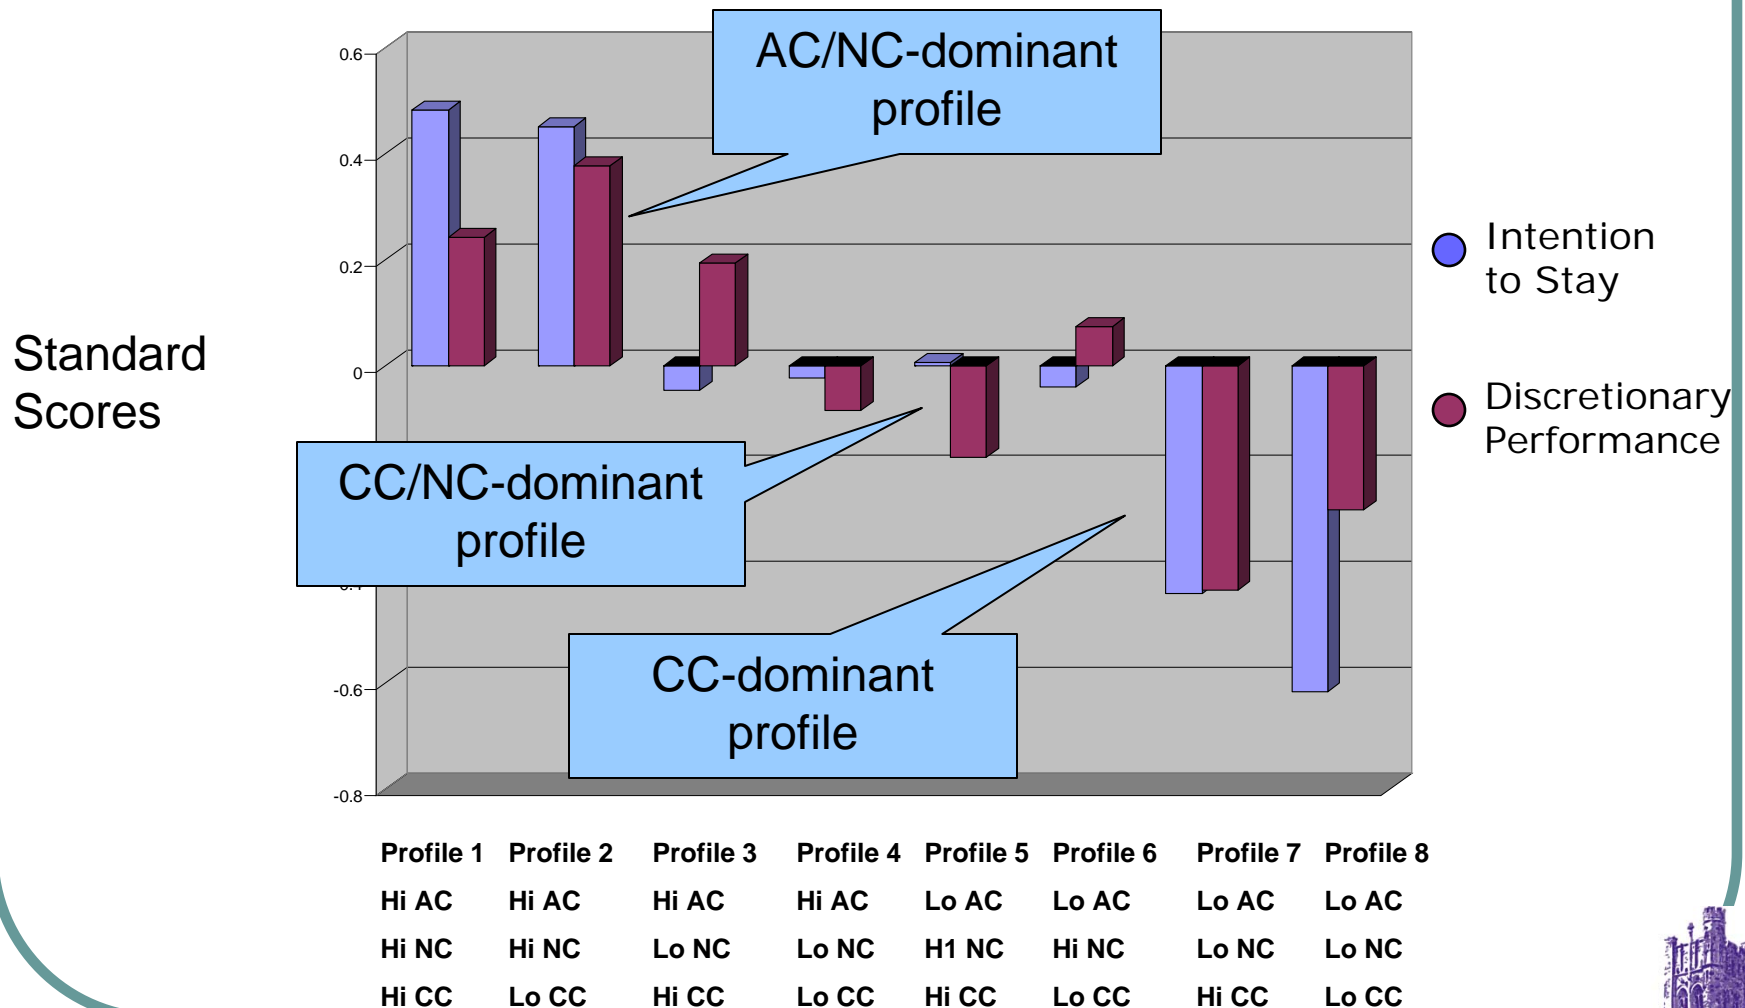 AC/NC-dominant
profile
0.6
0.4
0.2
0
-0.6
-0.8
Standard
Scores
CC/NC-dominant
profile
CC-dominant
profile
Intention
to Stay
Discretionary
Performance
Profile 1 Profile 2 Profile 3 Profile 4 Profile 5 Profile 6 Profile 7 Profile 8
Hi AC Hi AC Hi AC Hi AC Lo AC Lo AC Lo AC Lo AC
Hi NC Hi NC Lo NC Lo NC H1 NC Hi NC Lo NC Lo NC
Hi CC Lo CC Hi CC Lo CC Hi CC Lo CC Hi CC Lo CC